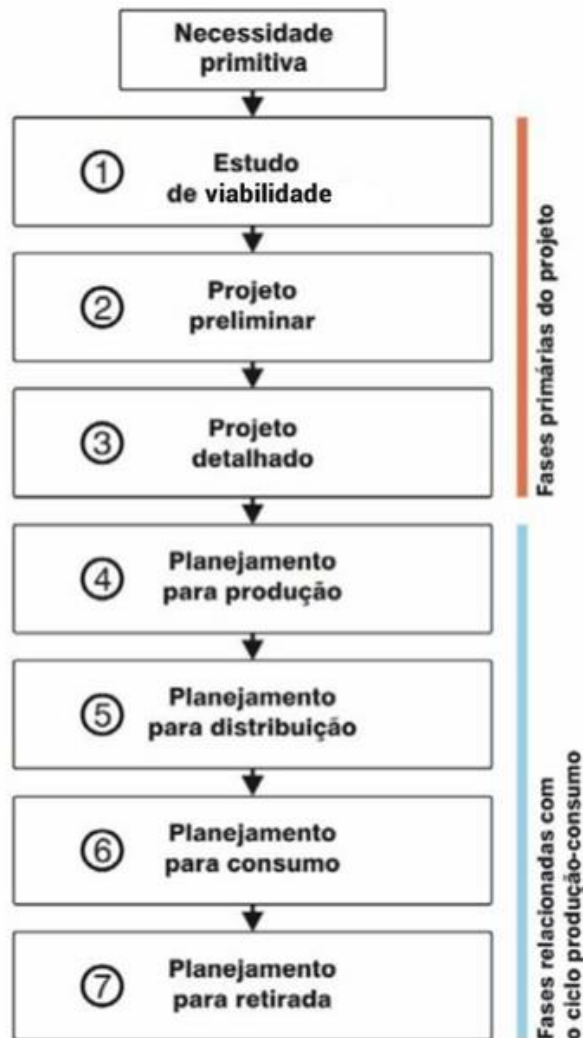 Necessidade
primitiva
1
Estudo
de viabilidade
2
Projeto
preliminar
3
Projeto
detalhado
Fases primárias do projeto
4
Planejamento
para produção
5
Planejamento
para distribuição
6
Planejamento
para consumo
7
Planejamento
para retirada
Fases relacionadas com
o ciclo produção-consumo